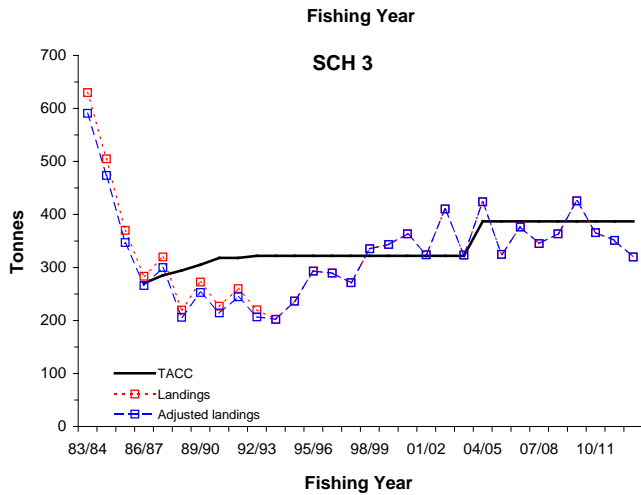 Fishing Year
SCH 3
Tonnes
700
600
500
400
300
200
100
0
TACC
Landings
Adjusted landings
83/84 86/87 89/90 92/93 95/96 98/99 01/02 04/05 07/08 10/11
Fishing Year